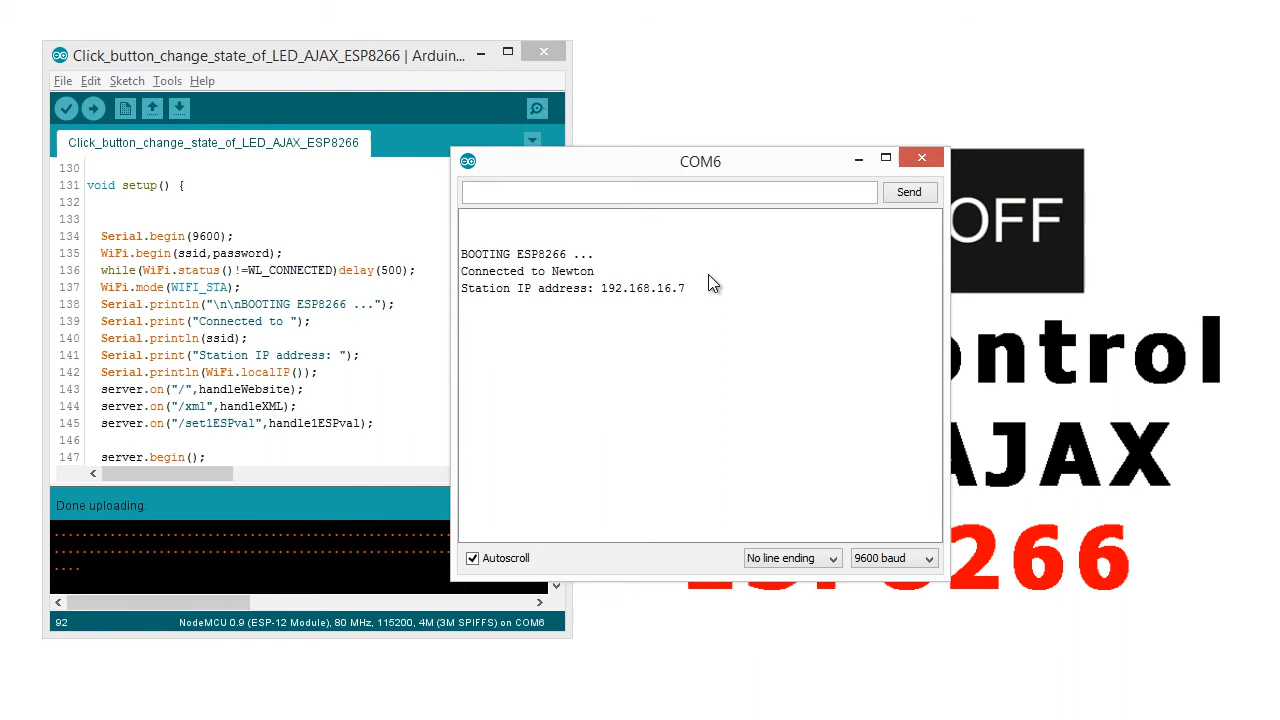 Click_button_change_state_of_LED_AJAX_ESP8266 | Arduin...
File Edit Sketch Tools Help
Click_button_change_state_of_LED_AJAX_ESP8266
130
131 void setup() {
132
133
134 Serial.begin(9600);
135 WiFi.begin(ssid,password);
136 while(WiFi.status()!=WL_CONNECTED)delay(500);
137 WiFi.mode(WIFI_STA);
138 Serial.println("\n\nBOOTING ESP8266 ...");
139 Serial.print("Connected to ");
140 Serial.println(ssid);
141 Serial.print("Station IP address: ");
142 Serial.println(WiFi.localIP());
143 server.on("/",handleWebsite);
144 server.on("/xml",handleXML);
145 server.on("/set1ESPval",handle1ESPval);
146
147 server.begin();
Done uploading.
92 NodeMCU 0.9 (ESP-12 Module), 80 MHz, 115200, 4M (3M SPIFFS) on COM6
COM6
Send
BOOTING ESP8266 ...
Connected to Newton
Station IP address: 192.168.16.7
Autoscroll
No line ending
9600 baud
OFF
ontrol
AJAX
ESP8266